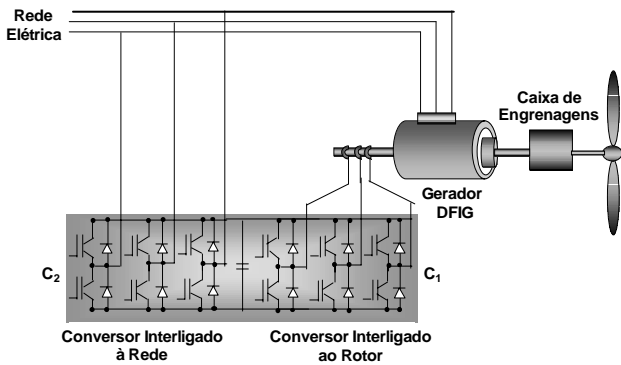 Rede
Elétrica
Caixa de
Engrenagens
Gerador
DFIG
C2
C1
Conversor Interligado
à Rede
Conversor Interligado
ao Rotor